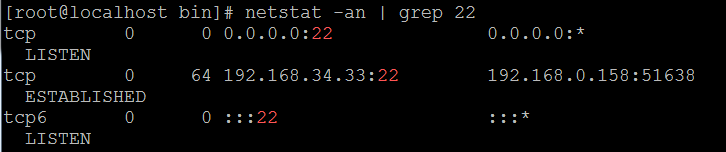 [root@localhost bin]# netstat -an | grep 22
tcp        0      0 0.0.0.0:22              0.0.0.0:*
  LISTEN
tcp        0     64 192.168.34.33:22        192.168.0.158:51638
  ESTABLISHED
tcp6       0      0 :::22                   :::*
  LISTEN